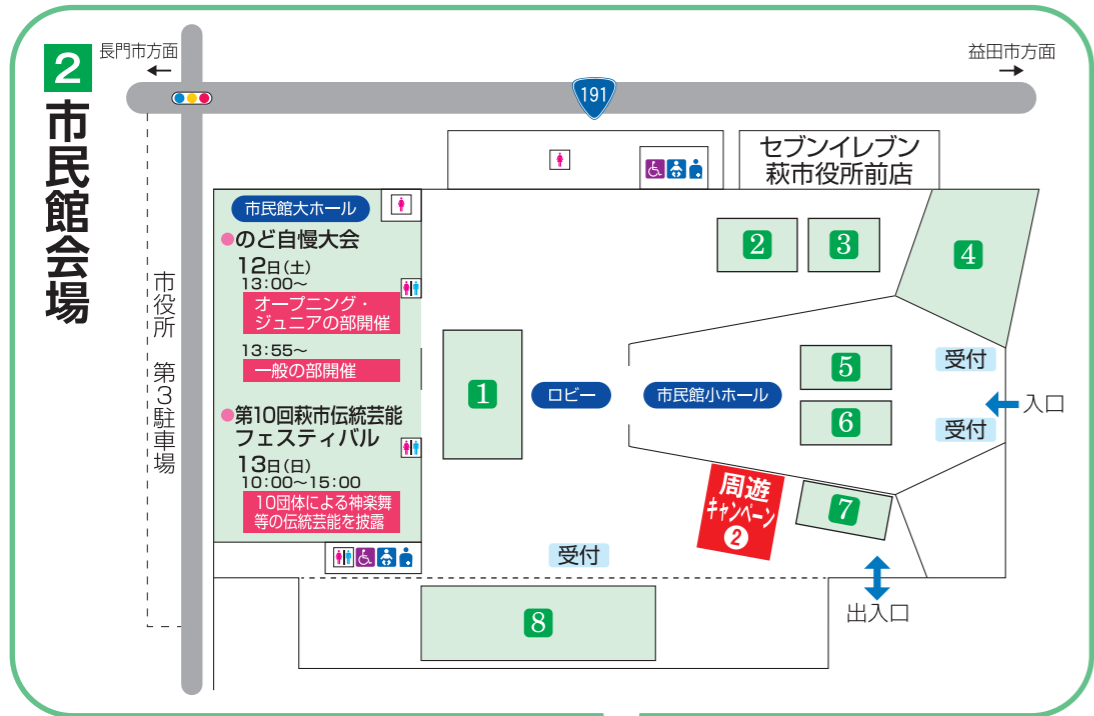 2
市民館会場
長門市方面
←
益田市方面
→
191
セブンイレブン
萩市役所前店
市役所 第3駐車場
市民館大ホール
●のど自慢大会
12日(土)
13:00〜
オープニング・
ジュニアの部開催
13:55〜
一般の部開催
●第10回萩市伝統芸能
フェスティバル
13日(日)
10:00〜15:00
10団体による神楽舞
等の伝統芸能を披露
1
ロビー
市民館小ホール
2
3
4
5
6
受付
入口
受付
周遊
キャンペーン
2
7
受付
出入口
8